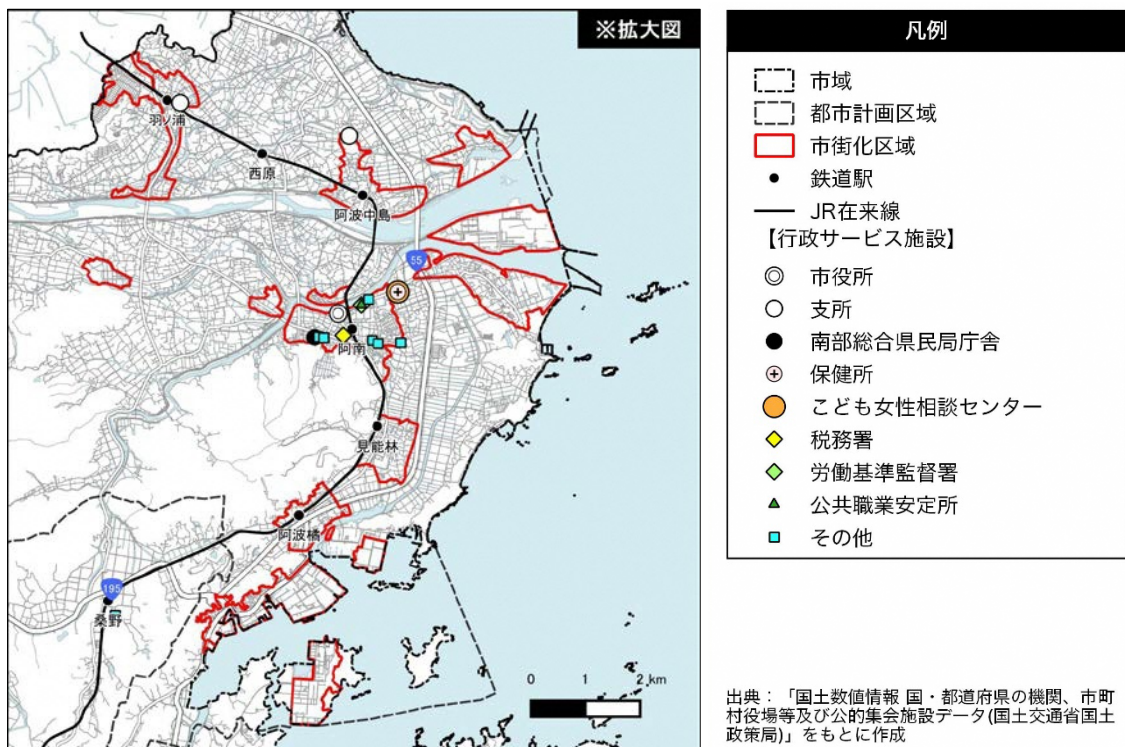 ※拡大図
羽ノ浦
西原
阿波中島
55
阿南
見能林
阿波橘
195
桑野
0 1 2 km
凡例
市域
都市計画区域
市街化区域
鉄道駅
JR在来線
【行政サービス施設】
市役所
支所
南部総合県民局庁舎
保健所
こども女性相談センター
税務署
労働基準監督署
公共職業安定所
その他
出典：「国土数値情報 国・都道府県の機関、市町
村役場等及び公的集会施設データ(国土交通省国土
政策局)」をもとに作成